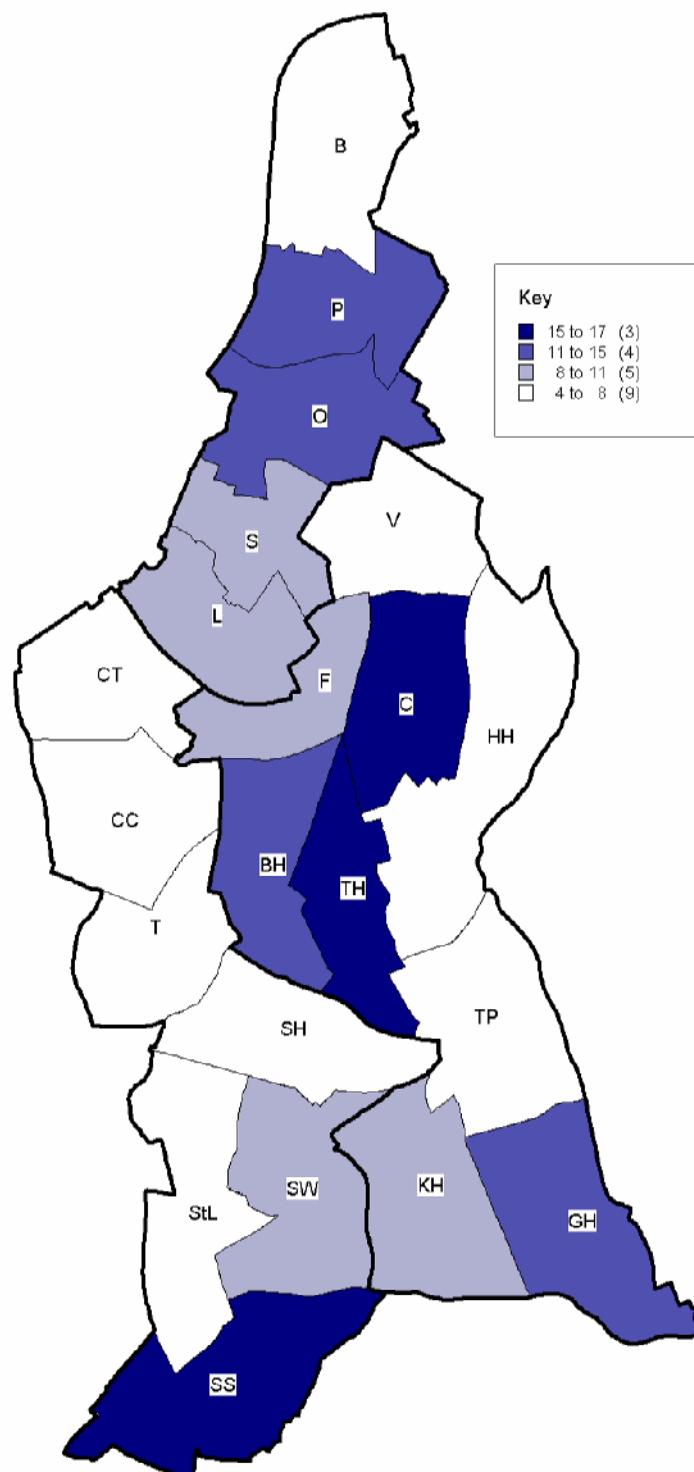 B
P
Key
15 to 17 (3)
11 to 15 (4)
8 to 11 (5)
4 to 8 (9)
O
V
S
L
CT
F
C
HH
CC
BH
TH
T
TP
SH
SW
KH
StL
GH
SS